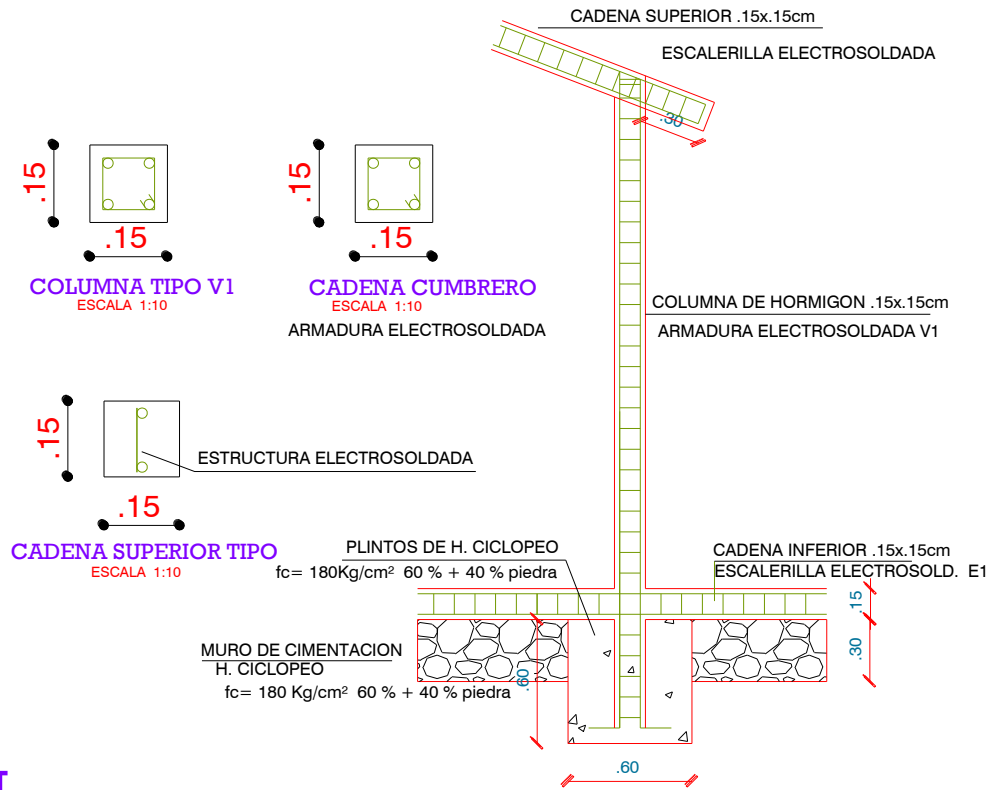 CADENA SUPERIOR .15x.15cm
ESCALERILLA ELECTROSOLDADA
.30
.15
.15
COLUMNA TIPO V1
ESCALA 1:10
.15
.15
CADENA CUMBRERO
ESCALA 1:10
ARMADURA ELECTROSOLDADA
COLUMNA DE HORMIGON .15x.15cm
ARMADURA ELECTROSOLDADA V1
.15
.15
ESTRUCTURA ELECTROSOLDADA
CADENA SUPERIOR TIPO
ESCALA 1:10
PLINTOS DE H. CICLOPEO
fc= 180Kg/cm² 60 % + 40 % piedra
CADENA INFERIOR .15x.15cm
ESCALERILLA ELECTROSOLD. E1
.15
.30
MURO DE CIMENTACION
H. CICLOPEO
fc= 180 Kg/cm² 60 % + 40 % piedra
.60
.60
T